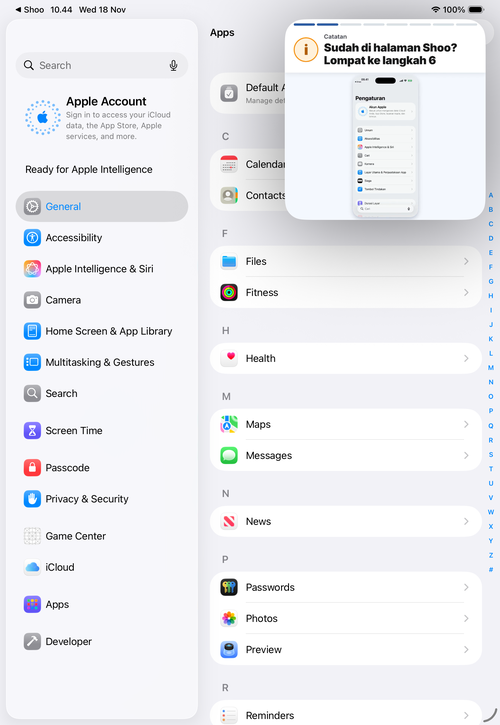 ◀ Shoo 10.44 Wed 18 Nov
100%
Search
Apple Account
Sign in to access your iCloud
data, the App Store, Apple
services, and more.
Ready for Apple Intelligence
General
Accessibility
Apple Intelligence & Siri
Camera
Home Screen & App Library
Multitasking & Gestures
Search
Screen Time
Passcode
Privacy & Security
Game Center
iCloud
Apps
Developer
Apps
Default A
Manage def
C
Calendar
Contacts
F
Files
Fitness
H
Health
M
Maps
Messages
N
News
P
Passwords
Photos
Preview
R
Reminders
Catatan
Sudah di halaman Shoo?
Lompat ke langkah 6
Pengaturan
A
B
C
D
E
F
G
H
I
J
K
L
M
N
O
P
Q
R
S
T
U
V
W
X
Y
Z
#